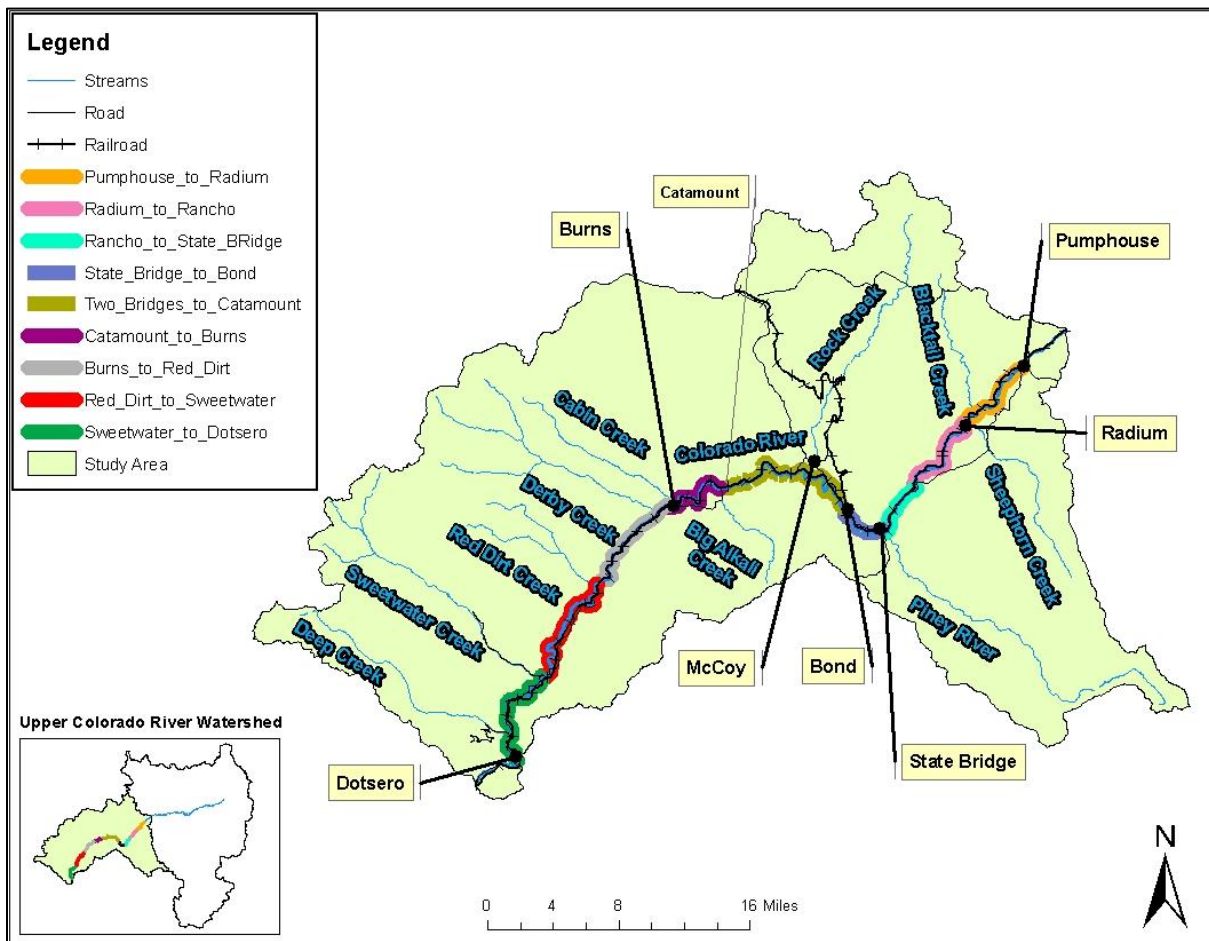 Legend
Streams
Road
Railroad
Pumphouse_to_Radium
Radium_to_Rancho
Rancho_to_State_BRidge
State_Bridge_to_Bond
Two_Bridges_to_Catamount
Catamount_to_Burns
Burns_to_Red_Dirt
Red_Dirt_to_Sweetwater
Sweetwater_to_Dotsero
Study Area
Catamount
Burns
Pumphouse
Rock Creek
Blacktail Creek
Cabin Creek
Colorado River
Radium
Derby Creek
Sheephorn Creek
Big Alkali
Creek
Red Dirt Creek
Sweetwater Creek
Piney River
Deep Creek
McCoy
Bond
State Bridge
Dotsero
Upper Colorado River Watershed
N
0 4 8 16 Miles